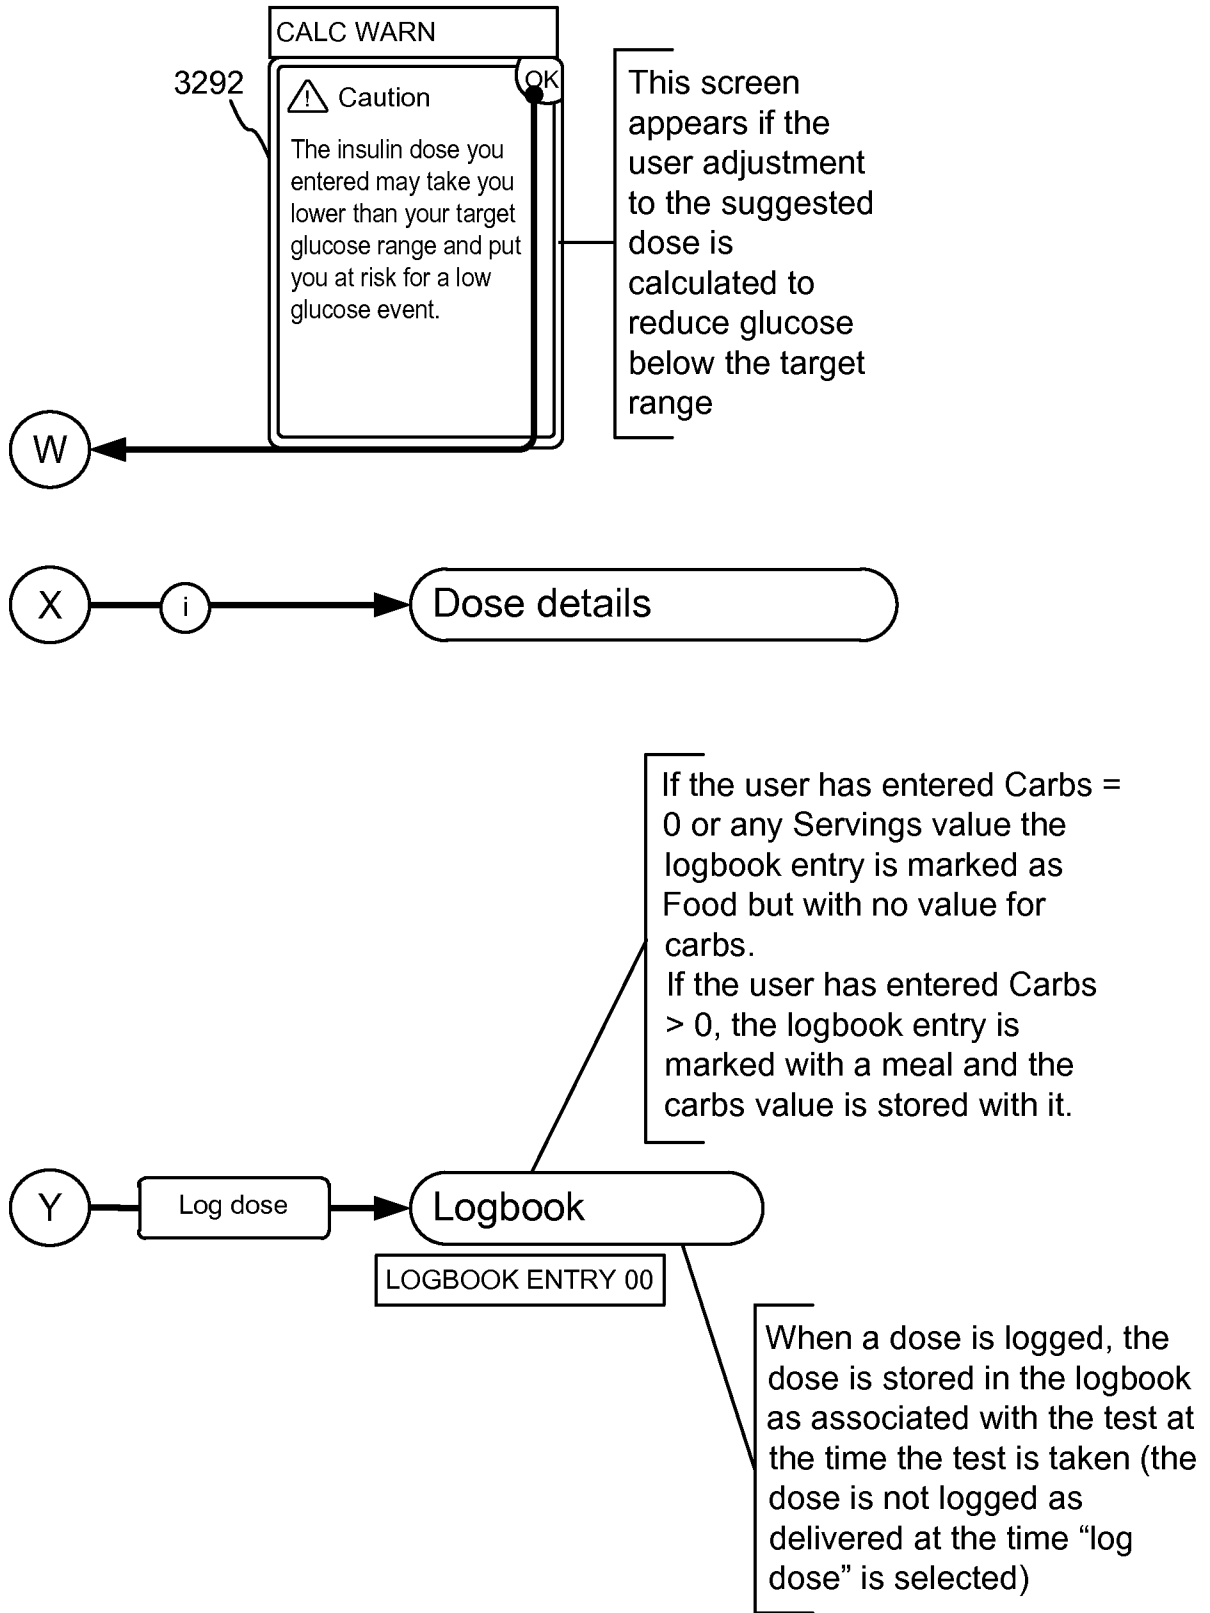 CALC WARN
3292
OK
Caution
The insulin dose you
entered may take you
lower than your target
glucose range and put
you at risk for a low
glucose event.
This screen
appears if the
user adjustment
to the suggested
dose is
calculated to
reduce glucose
below the target
range
W
X
i
Dose details
If the user has entered Carbs =
0 or any Servings value the
logbook entry is marked as
Food but with no value for
carbs.
If the user has entered Carbs
> 0, the logbook entry is
marked with a meal and the
carbs value is stored with it.
Y
Log dose
Logbook
LOGBOOK ENTRY 00
When a dose is logged, the
dose is stored in the logbook
as associated with the test at
the time the test is taken (the
dose is not logged as
delivered at the time “log
dose” is selected)